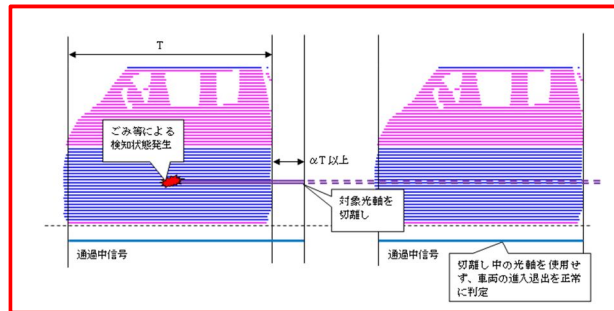 T
ごみ等による
検知状態発生
αT以上
対象光軸を
切離し
通過中信号
通過中信号
切離し中の光軸を使用せ
ず、車両の進入退出を正常
に判定